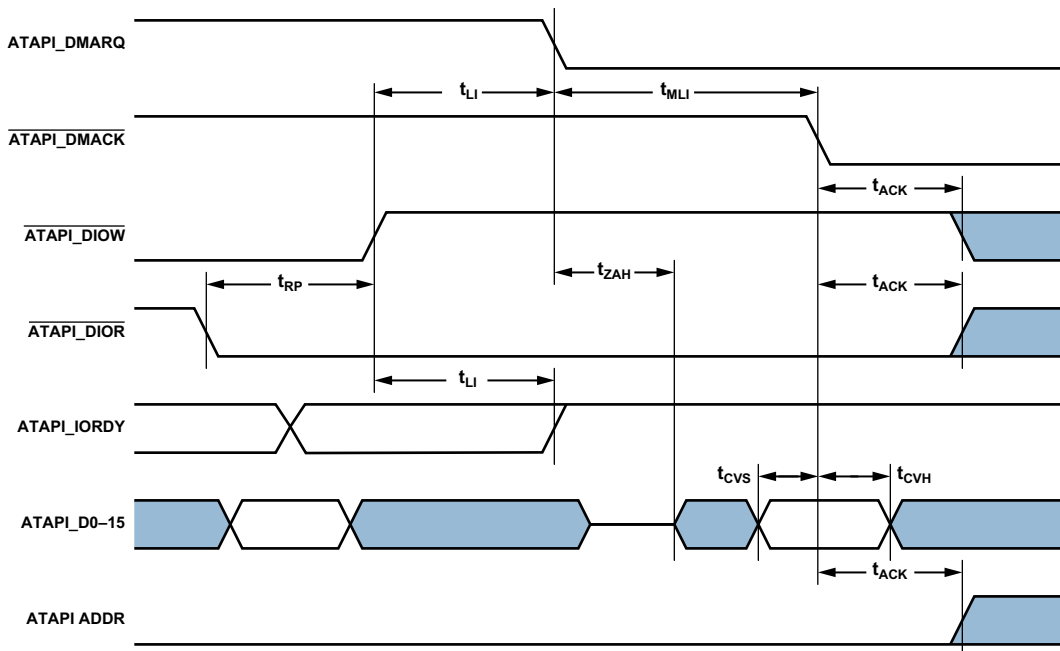 ATAPI_DMARQ
tLI
tMLI
ATAPI_DMACK
tACK
ATAPI_DIOW
tZAH
tRP
tACK
ATAPI_DIOR
tLI
ATAPI_IORDY
tCVS
tCVH
ATAPI_D0–15
tACK
ATAPI ADDR